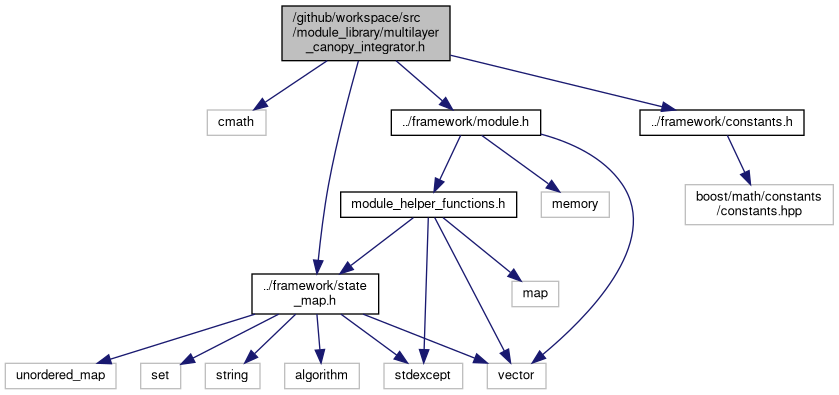 /github/workspace/src
/module_library/multilayer
_canopy_integrator.h
cmath
../framework/module.h
../framework/constants.h
module_helper_functions.h
memory
boost/math/constants
/constants.hpp
../framework/state
_map.h
map
unordered_map
set
string
algorithm
stdexcept
vector